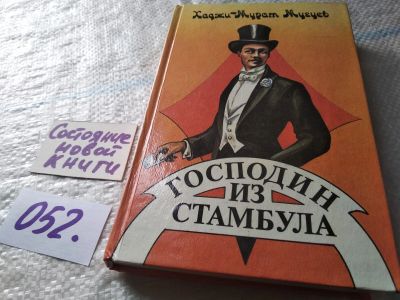 Хаджи-Мурат Мугуев
ГОСПОДИН
ИЗ
СТАМБУЛА
Состояние
новой
книги
052.